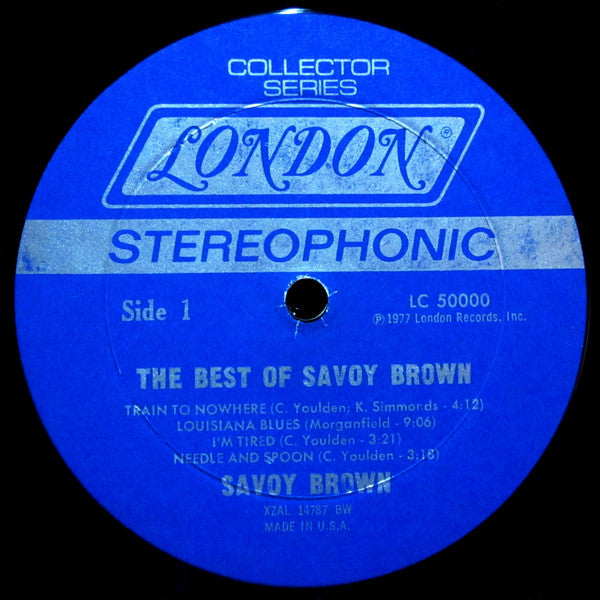 COLLECTOR
SERIES
LONDON®
STEREOPHONIC
Side 1
LC 50000
℗1977 London Records, Inc.
THE BEST OF SAVOY BROWN
TRAIN TO NOWHERE (C. Youlden; K. Simmonds - 4:12)
LOUISIANA BLUES (Morganfield - 9:06)
I'M TIRED (C. Youlden - 3:21)
NEEDLE AND SPOON (C. Youlden - 3:18)
SAVOY BROWN
XZAL 14787 BW
MADE IN U.S.A.